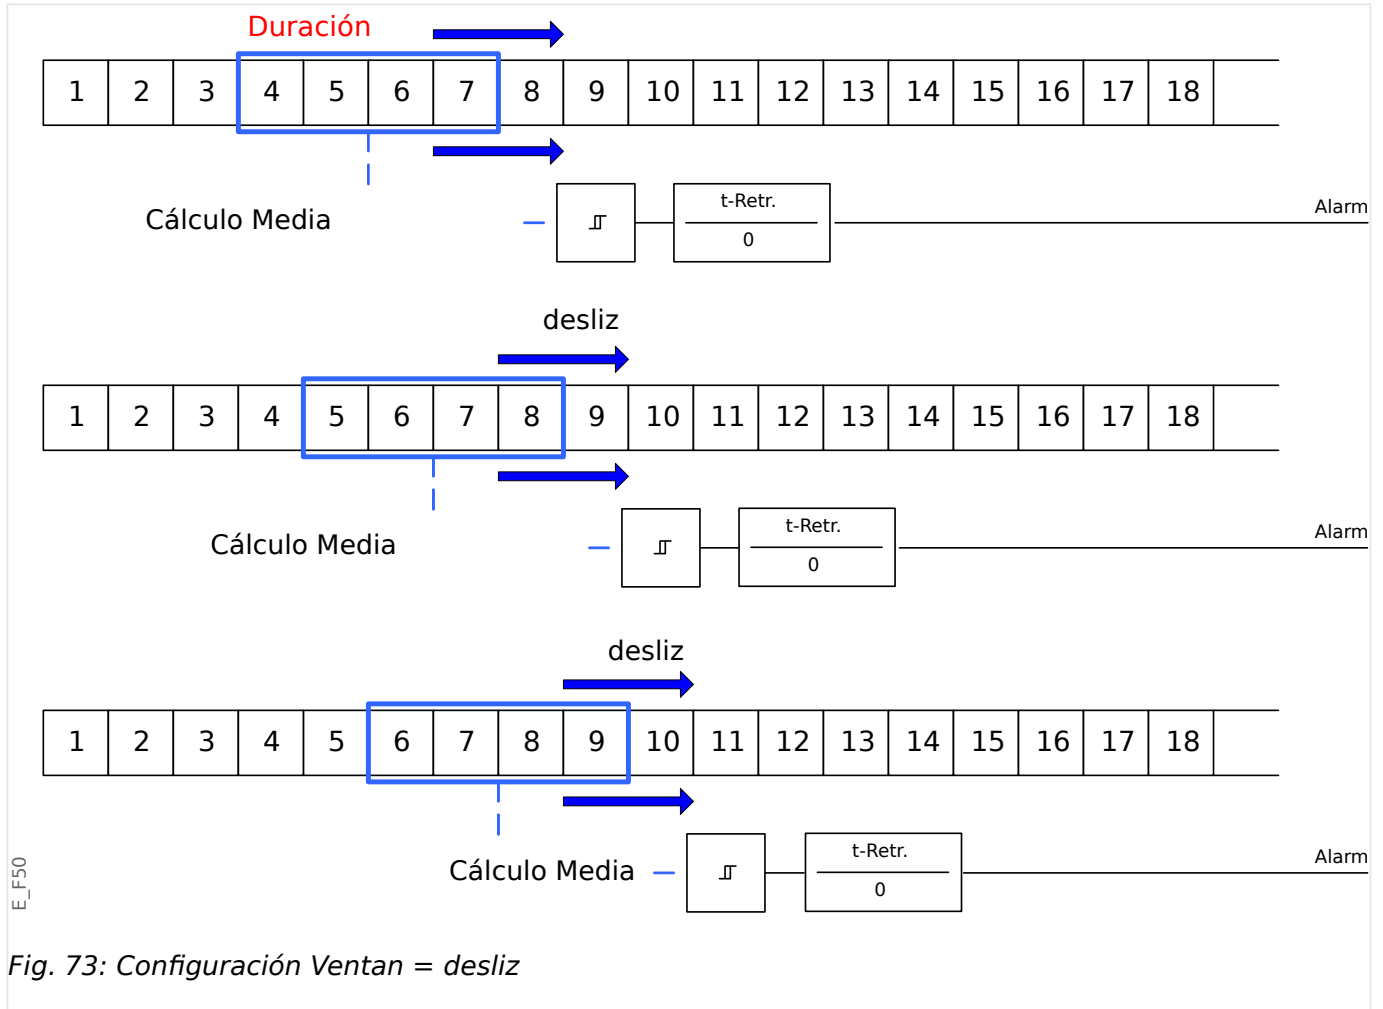 Duración
1 2 3 4 5 6 7 8 9 10 11 12 13 14 15 16 17 18
t-Retr.
Alarm
Cálculo Media
0
desliz
1 2 3 4 5 6 7 8 9 10 11 12 13 14 15 16 17 18
t-Retr.
Alarm
Cálculo Media
0
desliz
1 2 3 4 5 6 7 8 9 10 11 12 13 14 15 16 17 18
t-Retr.
Alarm
Cálculo Media
0
E_F50
Fig. 73: Configuración Ventan = desliz